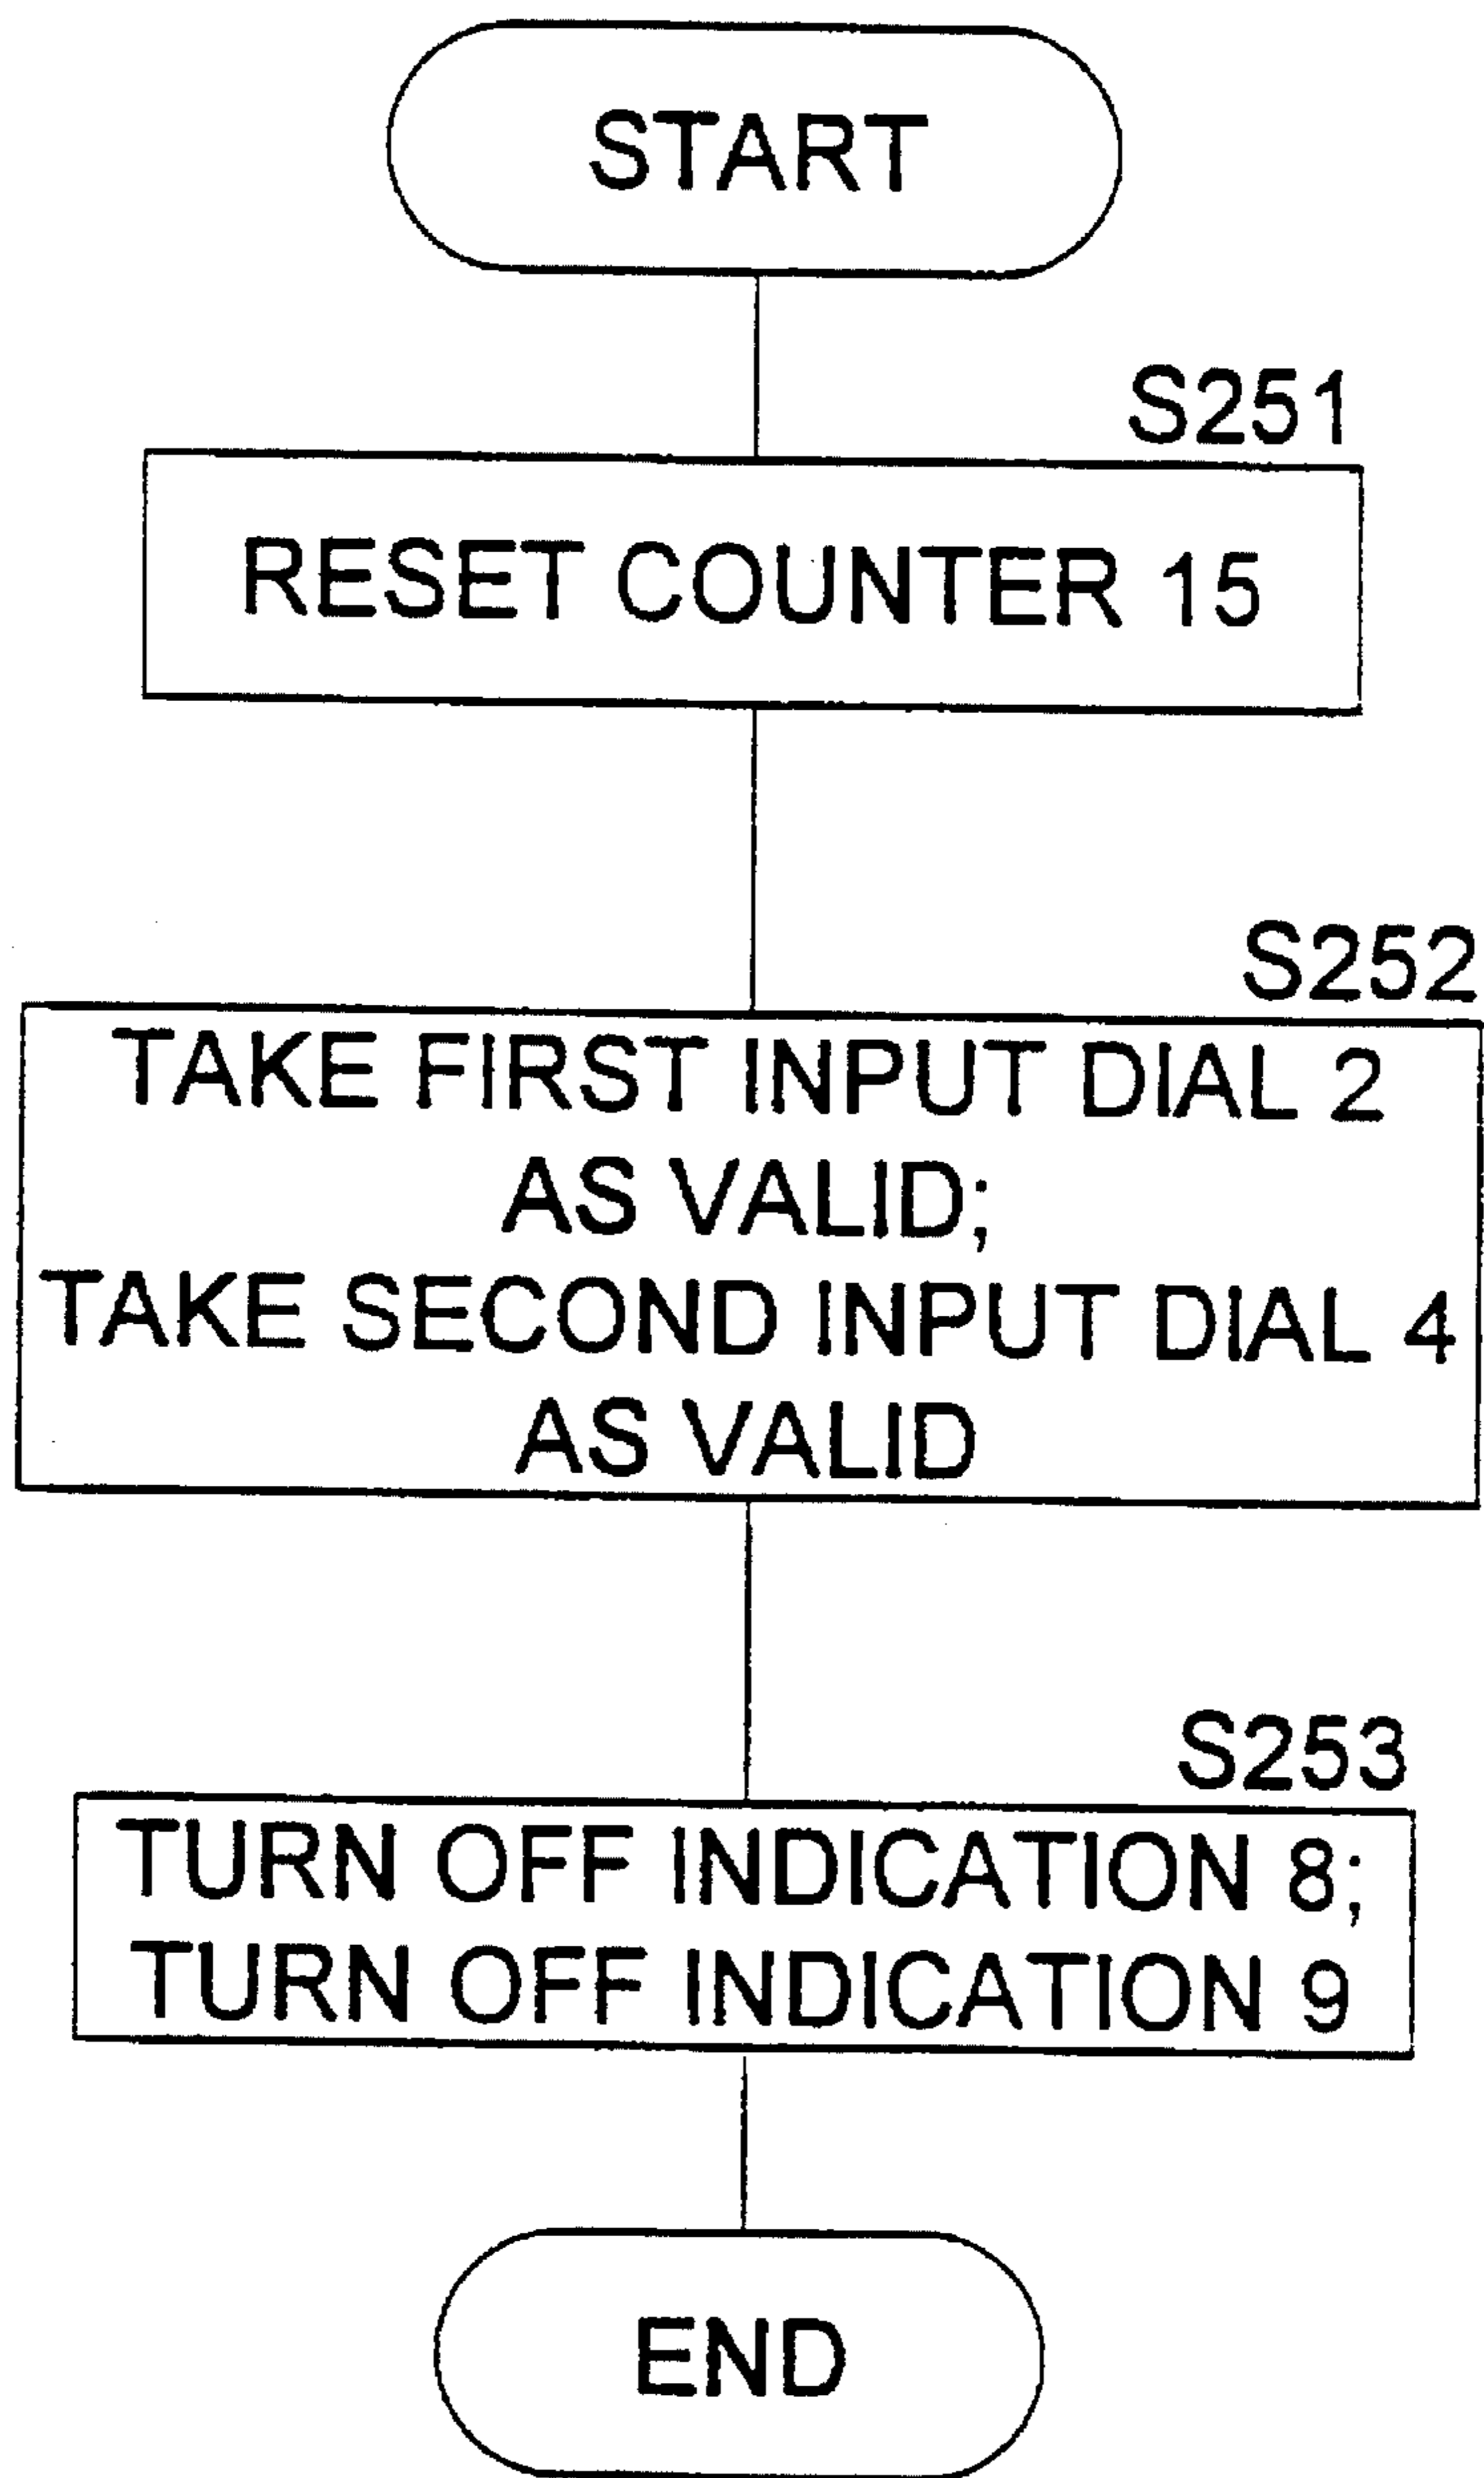 START
S251
RESET COUNTER 15
S252
TAKE FIRST INPUT DIAL 2
AS VALID;
TAKE SECOND INPUT DIAL 4
AS VALID
S253
TURN OFF INDICATION 8;
TURN OFF INDICATION 9
END